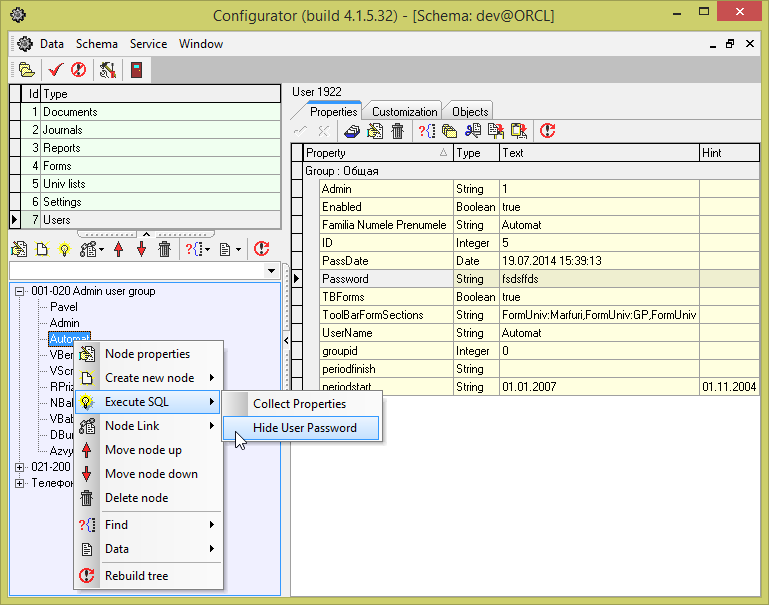 Configurator (build 4.1.5.32) - [Schema: dev@ORCL]
Data Schema Service Window
Id Type
1 Documents
2 Journals
3 Reports
4 Forms
5 Univ lists
6 Settings
7 Users
001-020 Admin user group
Pavel
Admin
Automat
VBer
VScr
RPriz
NBal
VBab
DBur
Azvy
021-200
Телефон
Node properties
Create new node
Execute SQL
Node Link
Move node up
Move node down
Delete node
Find
Data
Rebuild tree
Collect Properties
Hide User Password
User 1922
Properties Customization Objects
Property Type Text Hint
Group : Общая
Admin String 1
Enabled Boolean true
Familia Numele Prenumele String Automat
ID Integer 5
PassDate Date 19.07.2014 15:39:13
Password String fsdsffds
TBForms Boolean true
ToolBarFormSections String FormUniv:Marfuri,FormUniv:GP,FormUniv
UserName String Automat
groupid Integer 0
periodfinish String
periodstart String 01.01.2007 01.11.2004